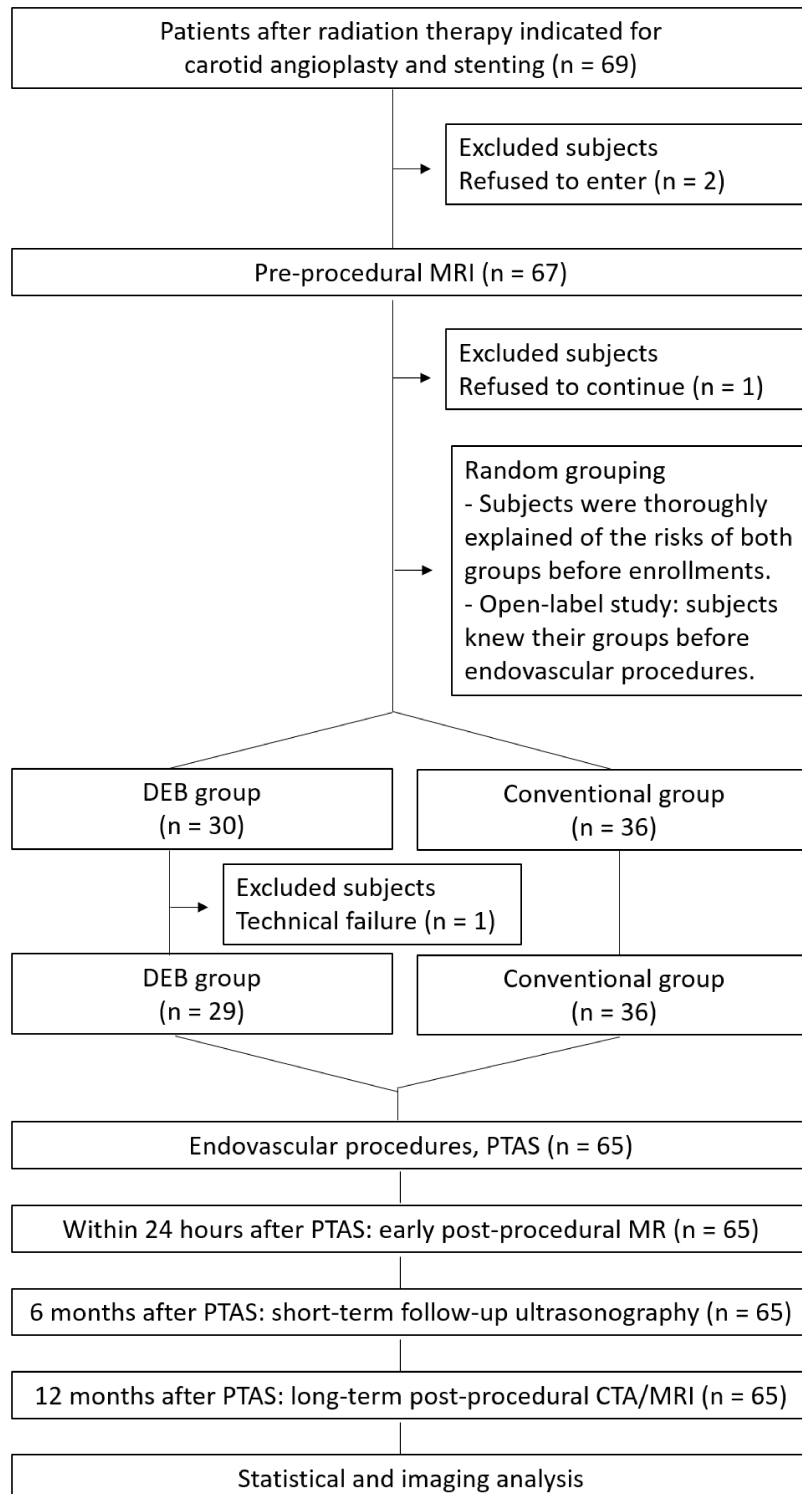 Patients after radiation therapy indicated for
carotid angioplasty and stenting (n = 69)
Excluded subjects
Refused to enter (n = 2)
Pre-procedural MRI (n = 67)
Excluded subjects
Refused to continue (n = 1)
Random grouping
- Subjects were thoroughly
explained of the risks of both
groups before enrollments.
- Open-label study: subjects
knew their groups before
endovascular procedures.
DEB group
(n = 30)
Conventional group
(n = 36)
Excluded subjects
Technical failure (n = 1)
DEB group
(n = 29)
Conventional group
(n = 36)
Endovascular procedures, PTAS (n = 65)
Within 24 hours after PTAS: early post-procedural MR (n = 65)
6 months after PTAS: short-term follow-up ultrasonography (n = 65)
12 months after PTAS: long-term post-procedural CTA/MRI (n = 65)
Statistical and imaging analysis